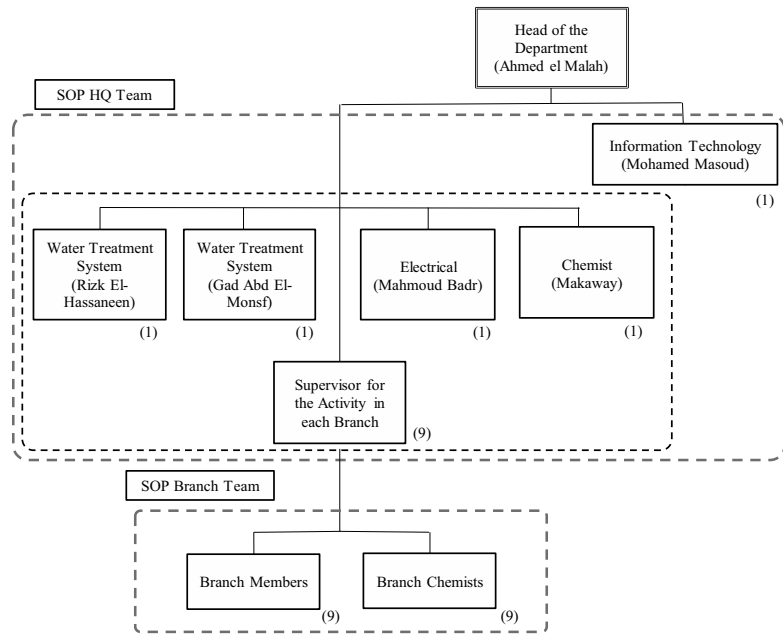 Head of the
Department
(Ahmed el Malah)
SOP HQ Team
Information Technology
(Mohamed Masoud)
(1)
Water Treatment
System
(Rizk El-
Hassaneen)
(1)
Water Treatment
System
(Gad Abd El-
Monsf)
(1)
Electrical
(Mahmoud Badr)
(1)
Chemist
(Makaway)
(1)
Supervisor for
the Activity in
each Branch
(9)
SOP Branch Team
Branch Members
(9)
Branch Chemists
(9)